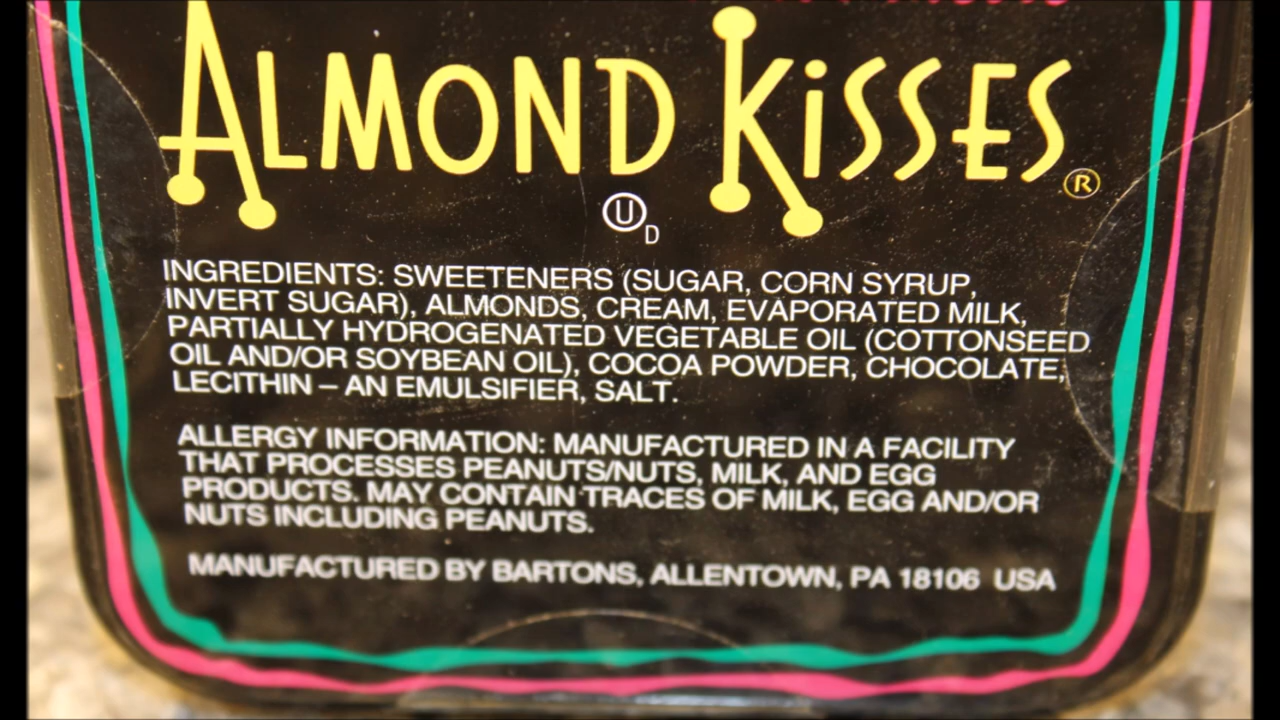 ALMOND KiSSES®
U D
INGREDIENTS: SWEETENERS (SUGAR, CORN SYRUP,
INVERT SUGAR), ALMONDS, CREAM, EVAPORATED MILK,
PARTIALLY HYDROGENATED VEGETABLE OIL (COTTONSEED
OIL AND/OR SOYBEAN OIL), COCOA POWDER, CHOCOLATE,
LECITHIN – AN EMULSIFIER, SALT.
ALLERGY INFORMATION: MANUFACTURED IN A FACILITY
THAT PROCESSES PEANUTS/NUTS, MILK, AND EGG
PRODUCTS. MAY CONTAIN TRACES OF MILK, EGG AND/OR
NUTS INCLUDING PEANUTS.
MANUFACTURED BY BARTONS, ALLENTOWN, PA 18106 USA